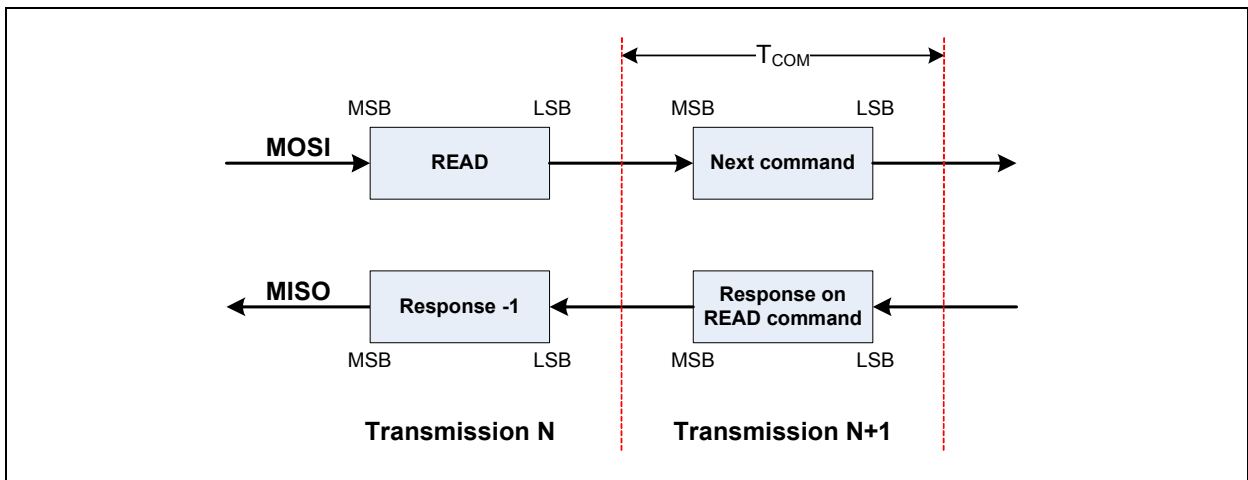 T_COM
MSB LSB MSB LSB
MOSI READ Next command
MISO Response -1 Response on
READ command
MSB LSB MSB LSB
Transmission N Transmission N+1